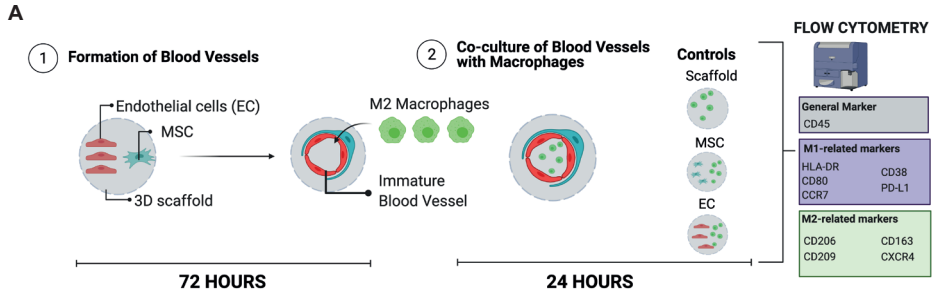 A
1
Formation of Blood Vessels
Endothelial cells (EC)
MSC
3D scaffold
M2 Macrophages
Immature
Blood Vessel
72 HOURS
2
Co-culture of Blood Vessels
with Macrophages
Controls
Scaffold
MSC
EC
24 HOURS
FLOW CYTOMETRY
General Marker
CD45
M1-related markers
HLA-DR
CD80
CCR7
CD38
PD-L1
M2-related markers
CD206
CD209
CD163
CXCR4